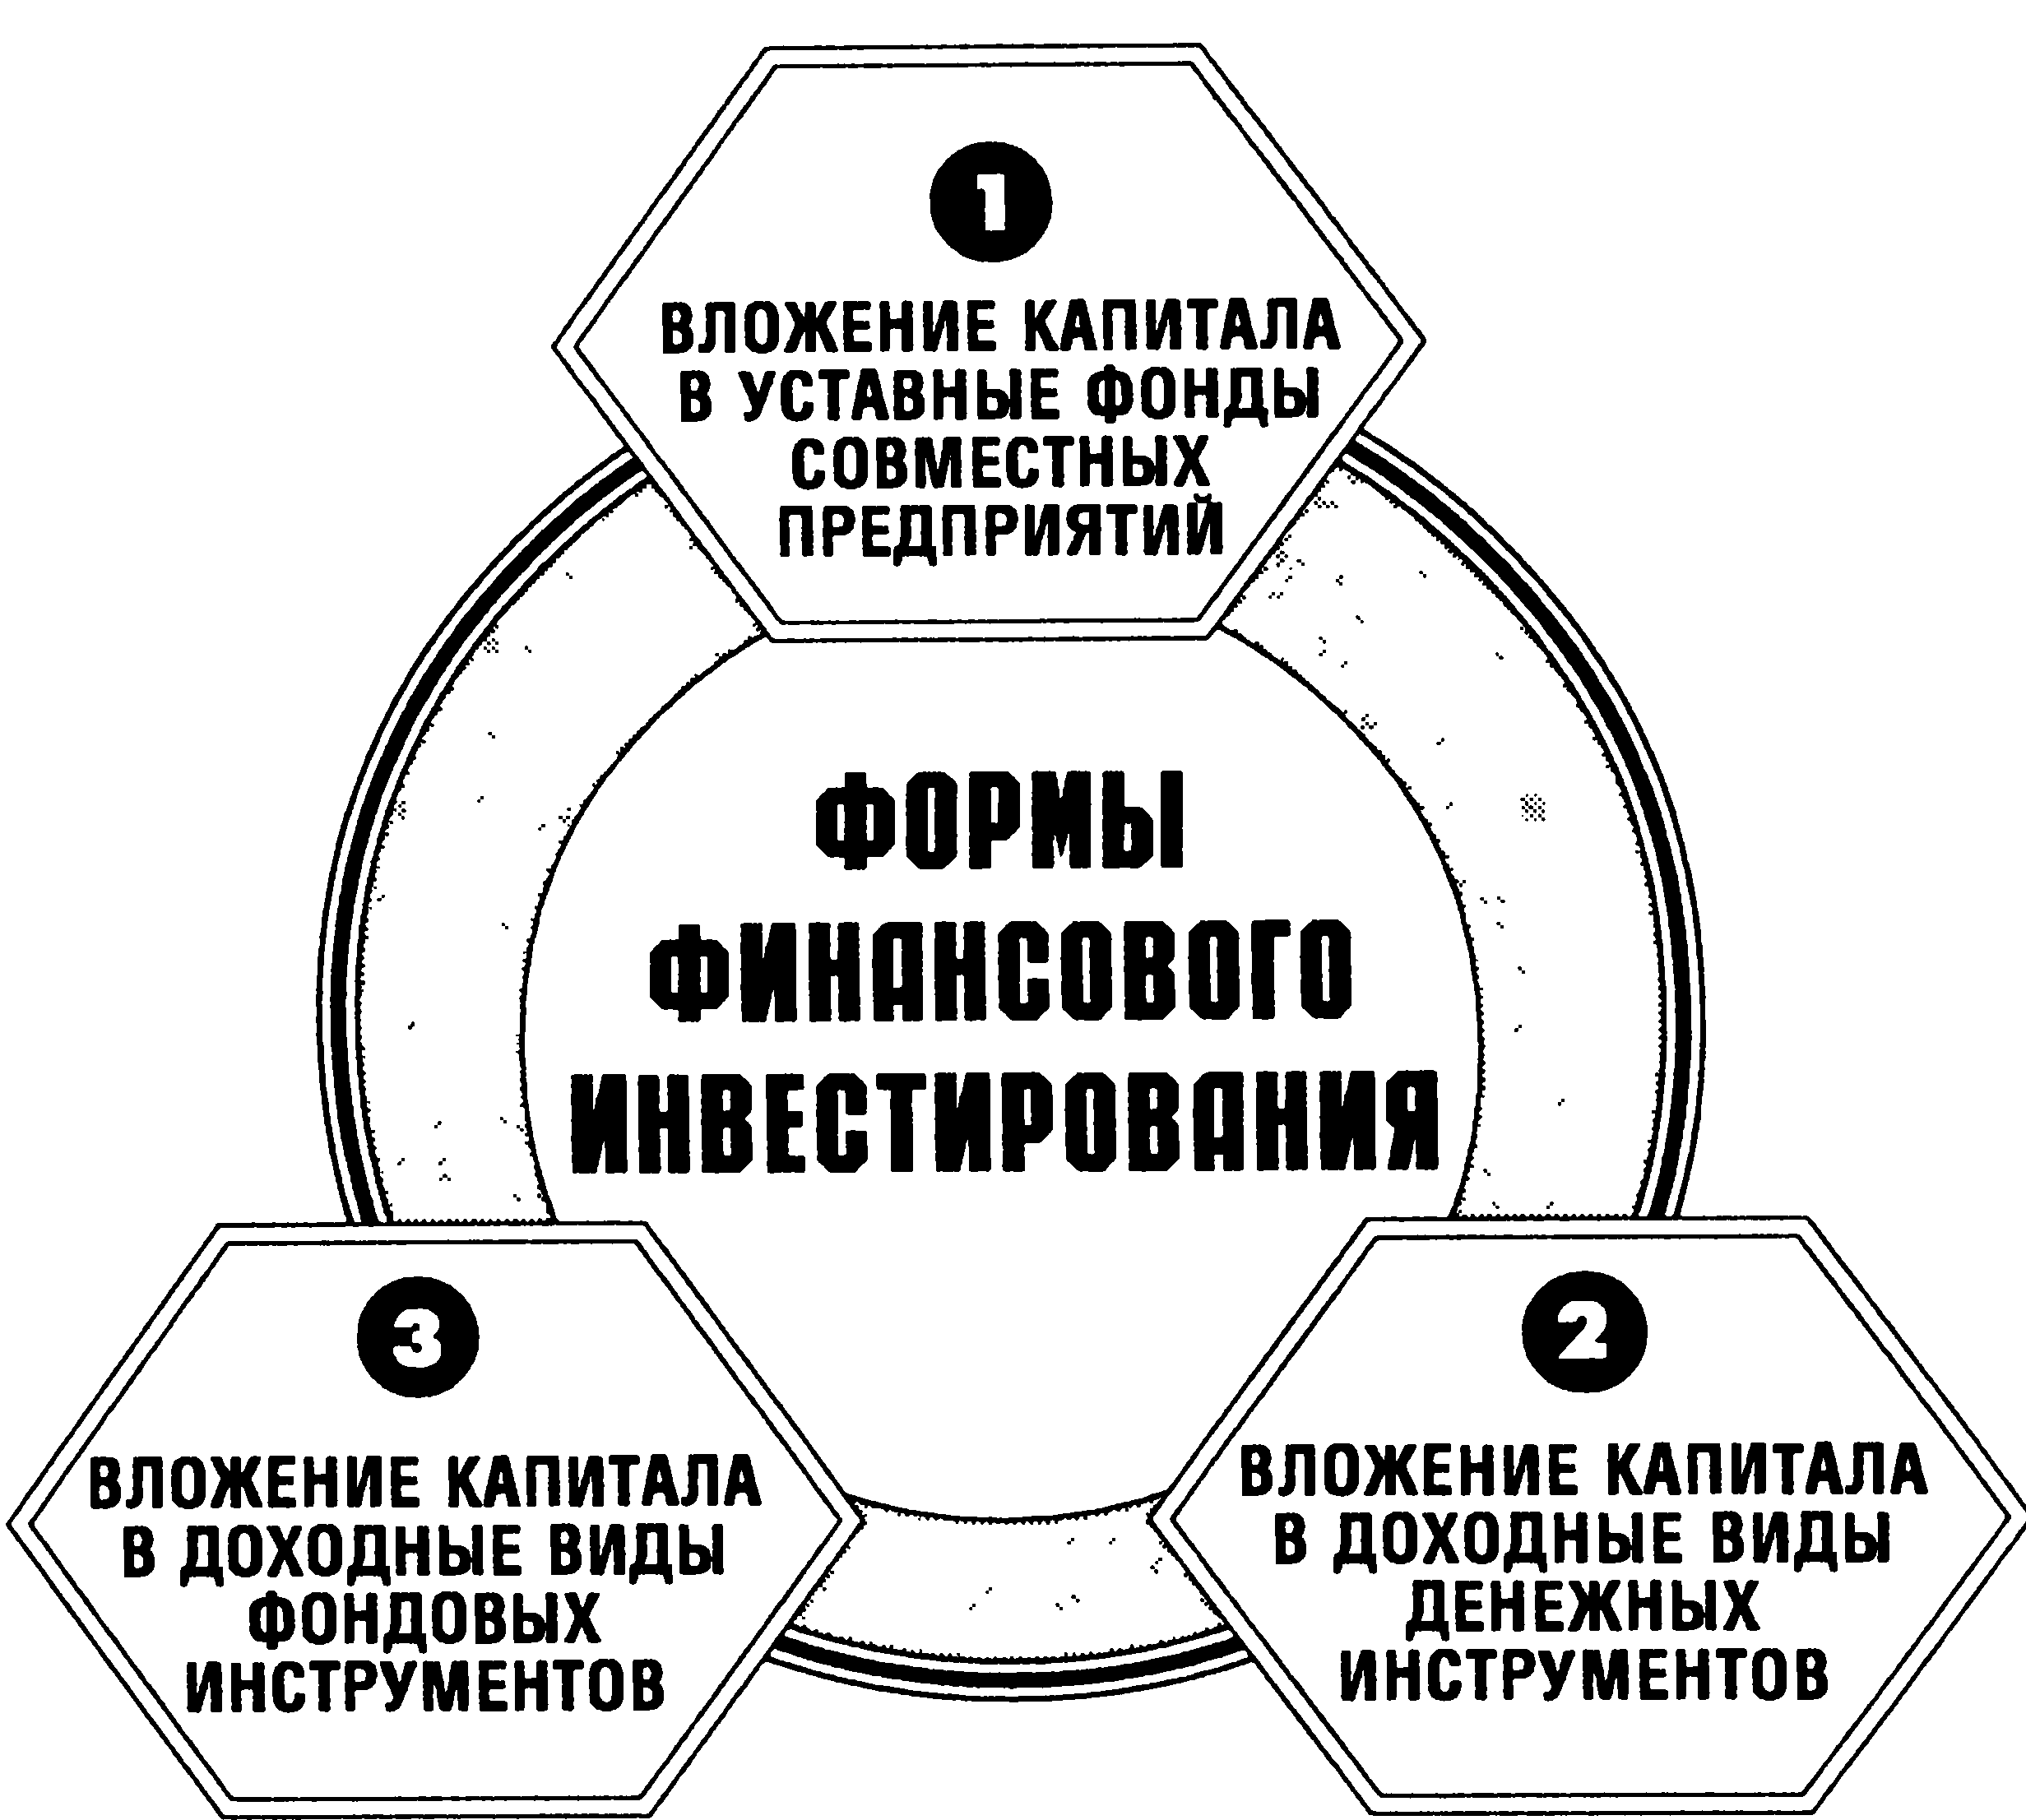 1
ВЛОЖЕНИЕ КАПИТАЛА
В УСТАВНЫЕ ФОНДЫ
СОВМЕСТНЫХ
ПРЕДПРИЯТИЙ
ФОРМЫ
ФИНАНСОВОГО
ИНВЕСТИРОВАНИЯ
3
ВЛОЖЕНИЕ КАПИТАЛА
В ДОХОДНЫЕ ВИДЫ
ФОНДОВЫХ
ИНСТРУМЕНТОВ
2
ВЛОЖЕНИЕ КАПИТАЛА
В ДОХОДНЫЕ ВИДЫ
ДЕНЕЖНЫХ
ИНСТРУМЕНТОВ